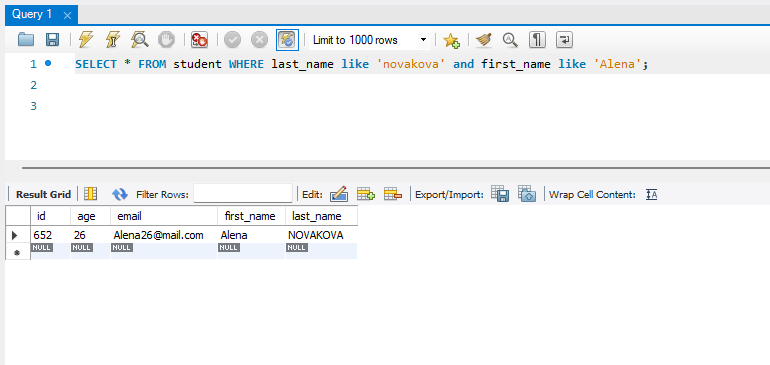 Query 1
Limit to 1000 rows
1 SELECT * FROM student WHERE last_name like 'novakova' and first_name like 'Alena';
2
3
Result Grid Filter Rows: Edit: Export/Import: Wrap Cell Content:
id age email first_name last_name
652 26 Alena26@mail.com Alena NOVAKOVA
NULL NULL NULL NULL NULL